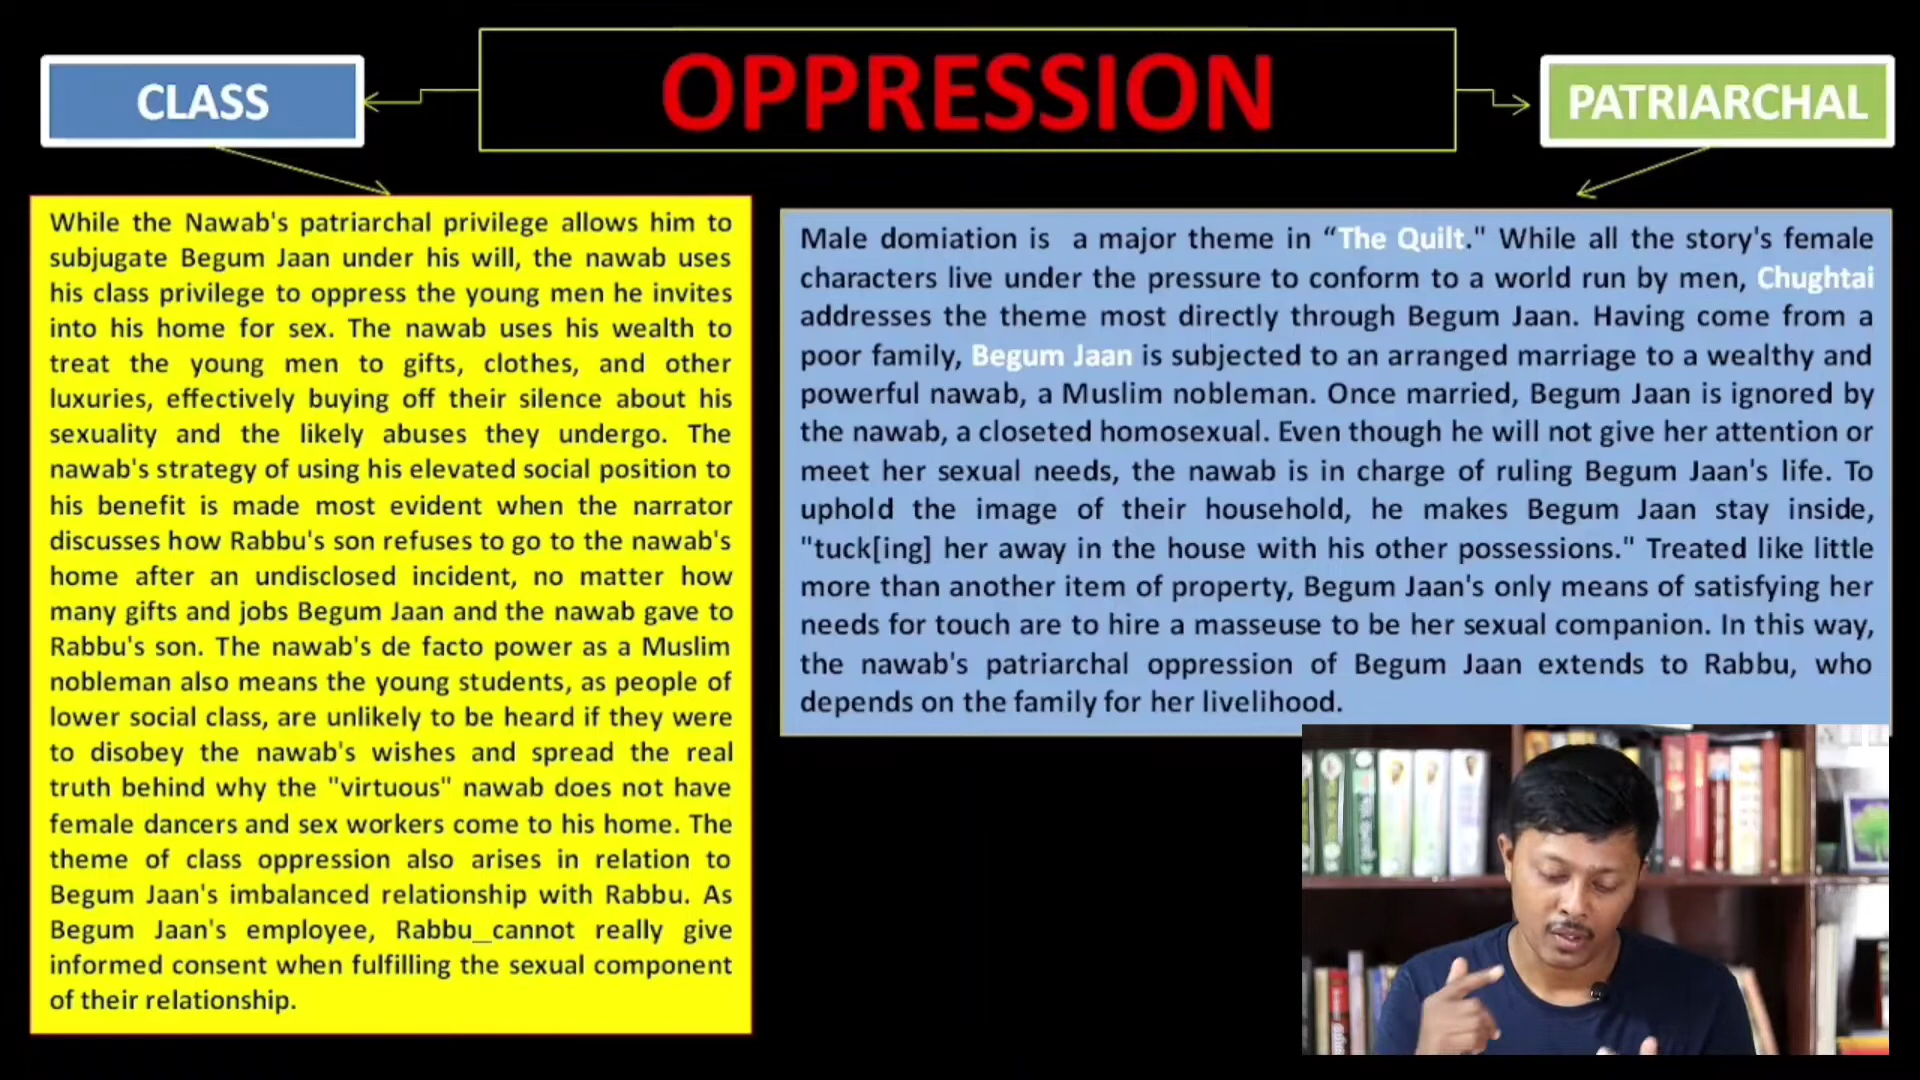 OPPRESSION
CLASS
PATRIARCHAL
While the Nawab's patriarchal privilege allows him to
subjugate Begum Jaan under his will, the nawab uses
his class privilege to oppress the young men he invites
into his home for sex. The nawab uses his wealth to
treat the young men to gifts, clothes, and other
luxuries, effectively buying off their silence about his
sexuality and the likely abuses they undergo. The
nawab's strategy of using his elevated social position to
his benefit is made most evident when the narrator
discusses how Rabbu's son refuses to go to the nawab's
home after an undisclosed incident, no matter how
many gifts and jobs Begum Jaan and the nawab gave to
Rabbu's son. The nawab's de facto power as a Muslim
nobleman also means the young students, as people of
lower social class, are unlikely to be heard if they were
to disobey the nawab's wishes and spread the real
truth behind why the "virtuous" nawab does not have
female dancers and sex workers come to his home. The
theme of class oppression also arises in relation to
Begum Jaan's imbalanced relationship with Rabbu. As
Begum Jaan's employee, Rabbu_cannot really give
informed consent when fulfilling the sexual component
of their relationship.
Male domiation is a major theme in “The Quilt." While all the story's female
characters live under the pressure to conform to a world run by men, Chughtai
addresses the theme most directly through Begum Jaan. Having come from a
poor family, Begum Jaan is subjected to an arranged marriage to a wealthy and
powerful nawab, a Muslim nobleman. Once married, Begum Jaan is ignored by
the nawab, a closeted homosexual. Even though he will not give her attention or
meet her sexual needs, the nawab is in charge of ruling Begum Jaan's life. To
uphold the image of their household, he makes Begum Jaan stay inside,
"tuck[ing] her away in the house with his other possessions." Treated like little
more than another item of property, Begum Jaan's only means of satisfying her
needs for touch are to hire a masseuse to be her sexual companion. In this way,
the nawab's patriarchal oppression of Begum Jaan extends to Rabbu, who
depends on the family for her livelihood.